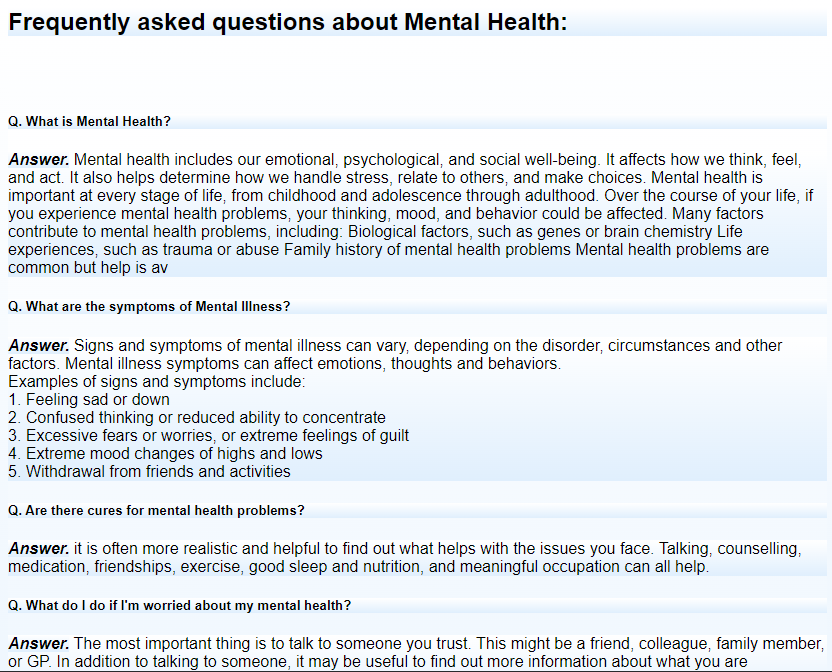 Frequently asked questions about Mental Health:
Q. What is Mental Health?
Answer. Mental health includes our emotional, psychological, and social well-being. It affects how we think, feel,
and act. It also helps determine how we handle stress, relate to others, and make choices. Mental health is
important at every stage of life, from childhood and adolescence through adulthood. Over the course of your life, if
you experience mental health problems, your thinking, mood, and behavior could be affected. Many factors
contribute to mental health problems, including: Biological factors, such as genes or brain chemistry Life
experiences, such as trauma or abuse Family history of mental health problems Mental health problems are
common but help is av
Q. What are the symptoms of Mental Illness?
Answer. Signs and symptoms of mental illness can vary, depending on the disorder, circumstances and other
factors. Mental illness symptoms can affect emotions, thoughts and behaviors.
Examples of signs and symptoms include:
1. Feeling sad or down
2. Confused thinking or reduced ability to concentrate
3. Excessive fears or worries, or extreme feelings of guilt
4. Extreme mood changes of highs and lows
5. Withdrawal from friends and activities
Q. Are there cures for mental health problems?
Answer. it is often more realistic and helpful to find out what helps with the issues you face. Talking, counselling,
medication, friendships, exercise, good sleep and nutrition, and meaningful occupation can all help.
Q. What do I do if I'm worried about my mental health?
Answer. The most important thing is to talk to someone you trust. This might be a friend, colleague, family member,
or GP. In addition to talking to someone, it may be useful to find out more information about what you are